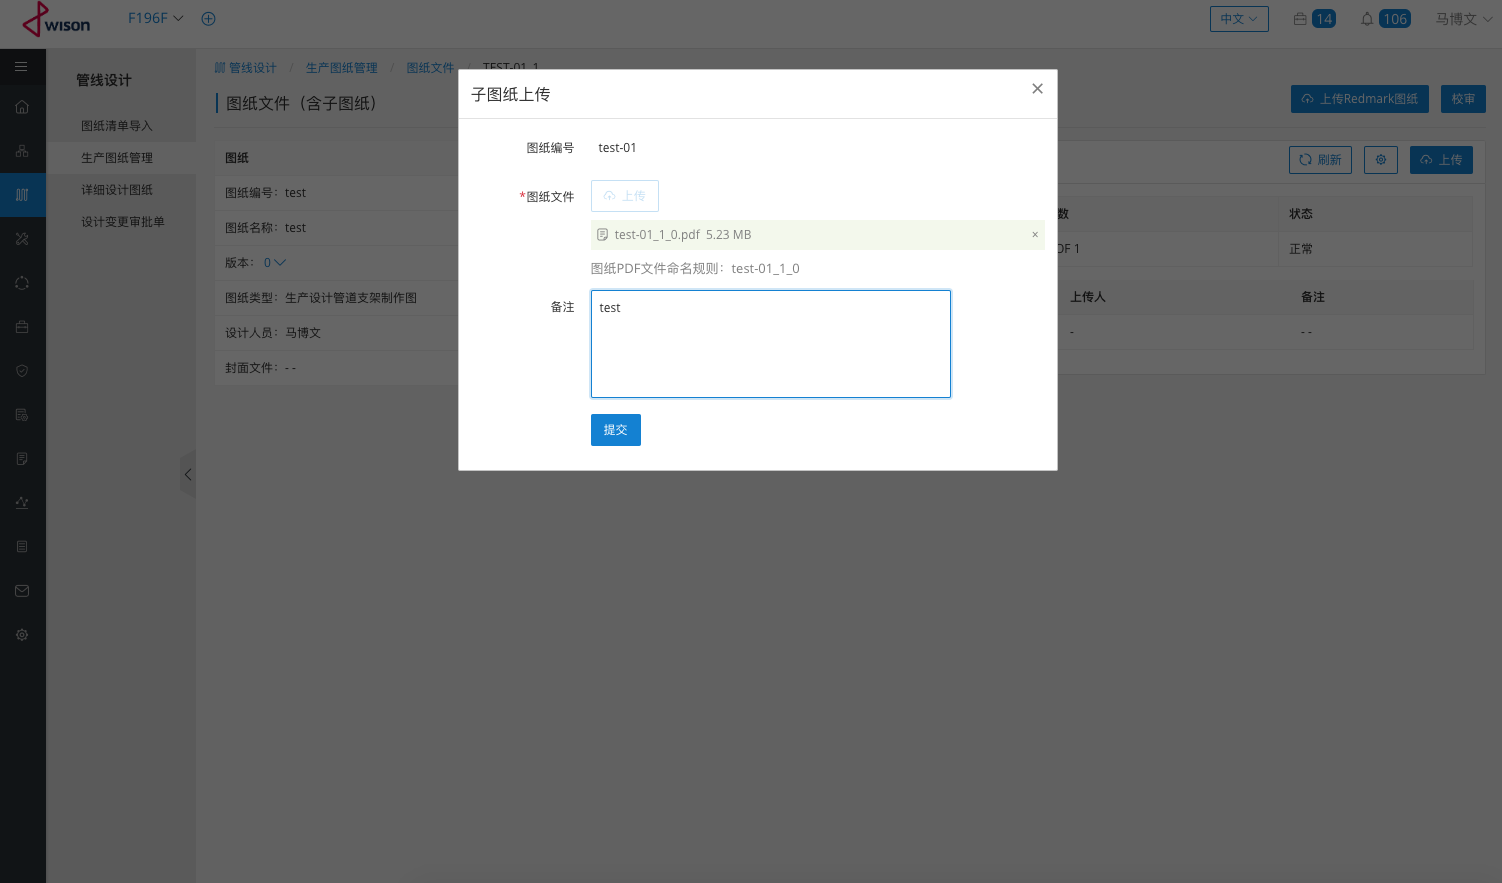 wison
F196F
中文
14
106
马博文
管线设计
图纸清单导入
生产图纸管理
详细设计图纸
设计变更审批单
管线设计 / 生产图纸管理 / 图纸文件 / TEST-01_1
图纸文件（含子图纸）
上传Redmark图纸
校审
图纸
图纸编号：test
图纸名称：test
版本：0
图纸类型：生产设计管道支架制作图
设计人员：马博文
封面文件：- -
刷新
上传
数
状态
OF 1
正常
上传人
备注
-
- -
子图纸上传
×
图纸编号
test-01
*图纸文件
上传
test-01_1_0.pdf 5.23 MB
×
图纸PDF文件命名规则：test-01_1_0
备注
test
提交